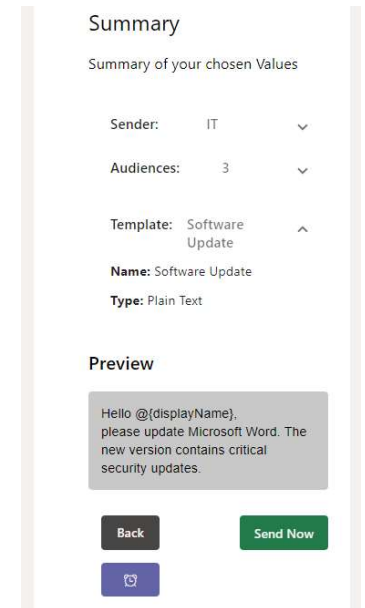 Summary
Summary of your chosen Values
Sender: IT
Audiences: 3
Template: Software
Update
Name: Software Update
Type: Plain Text
Preview
Hello @{displayName},
please update Microsoft Word. The
new version contains critical
security updates.
Back Send Now